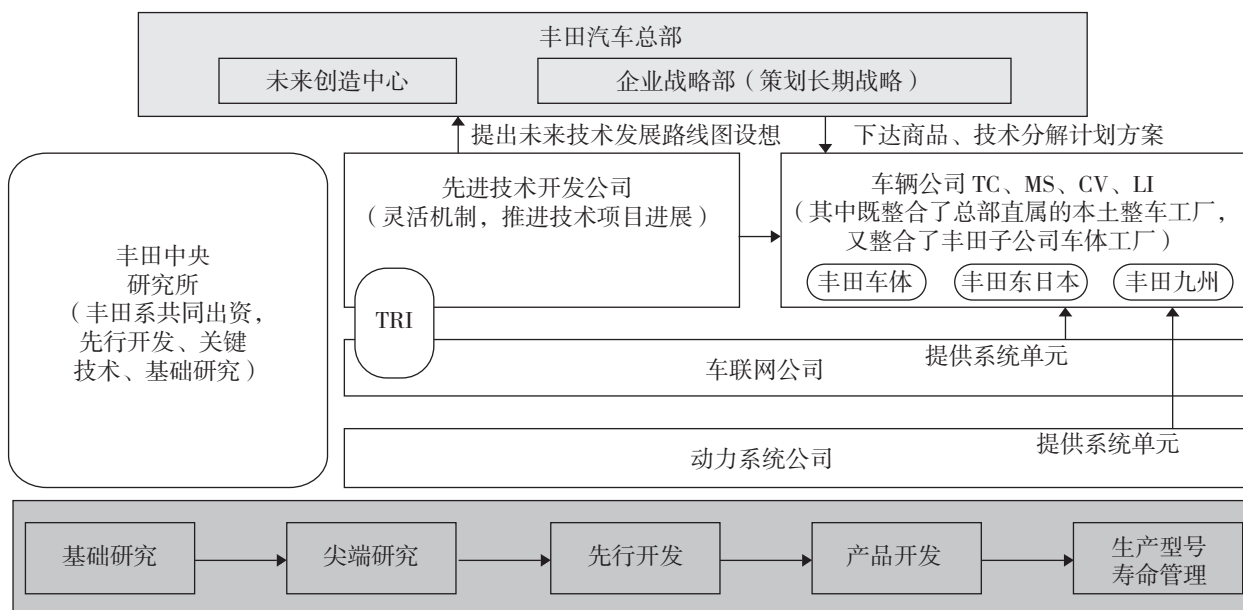 丰田汽车总部
未来创造中心
企业战略部（策划长期战略）
提出未来技术发展路线图设想
下达商品、技术分解计划方案
丰田中央
研究所
（丰田系共同出资，
先行开发、关键
技术、基础研究）
先进技术开发公司
（灵活机制，推进技术项目进展）
TRI
车辆公司 TC、MS、CV、LI
（其中既整合了总部直属的本土整车工厂，
又整合了丰田子公司车体工厂）
丰田车体
丰田东日本
丰田九州
提供系统单元
车联网公司
提供系统单元
动力系统公司
基础研究
尖端研究
先行开发
产品开发
生产型号
寿命管理